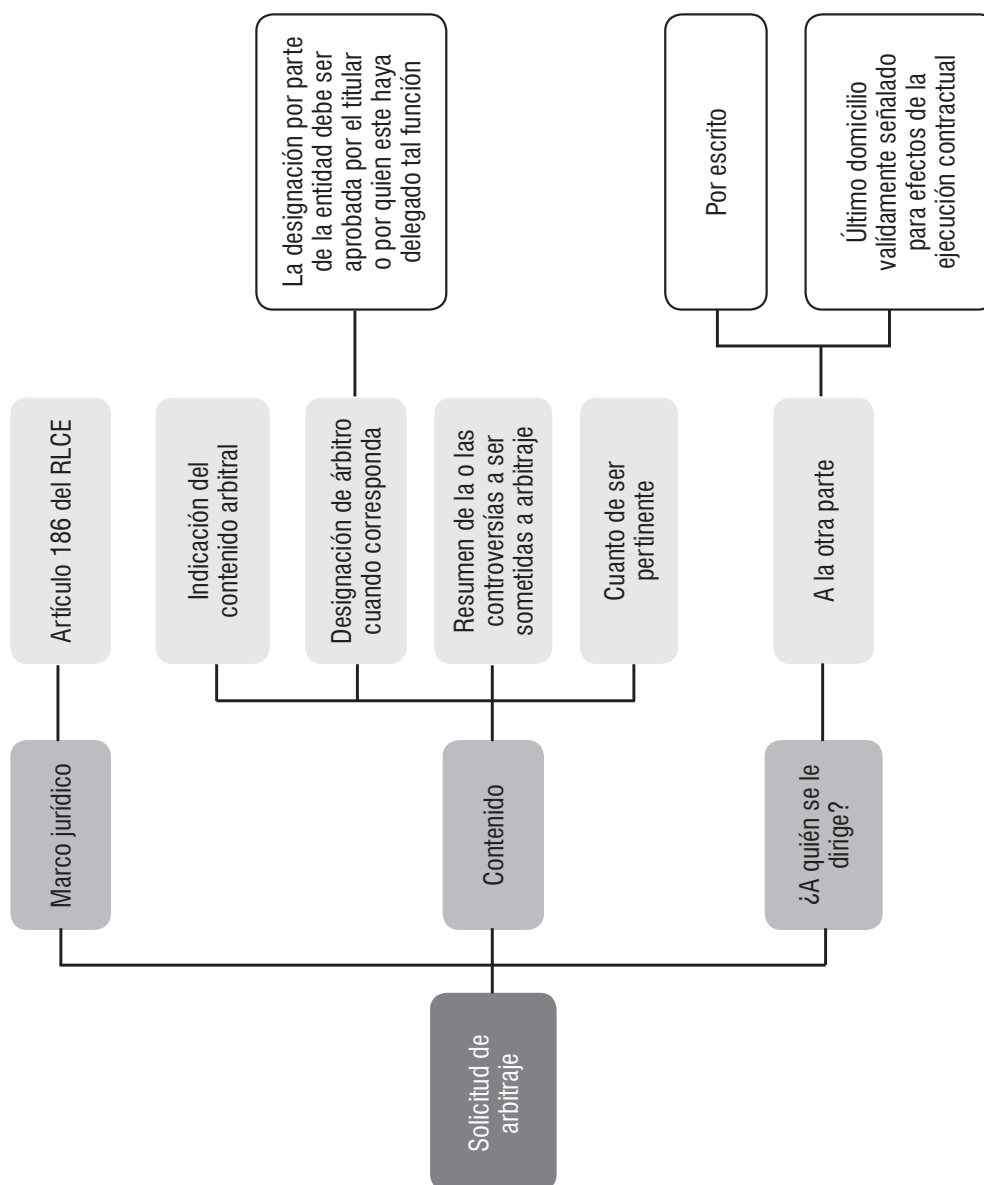 Solicitud de
arbitraje
Marco jurídico
Artículo 186 del RLCE
Contenido
Indicación del
contenido arbitral
Designación de árbitro
cuando corresponda
La designación por parte
de la entidad debe ser
aprobada por el titular
o por quien este haya
delegado tal función
Resumen de la o las
controversías a ser
sometidas a arbitraje
Cuanto de ser
pertinente
¿A quién se le
dirige?
A la otra parte
Por escrito
Último domicilio
valídamente señalado
para efectos de la
ejecución contractual